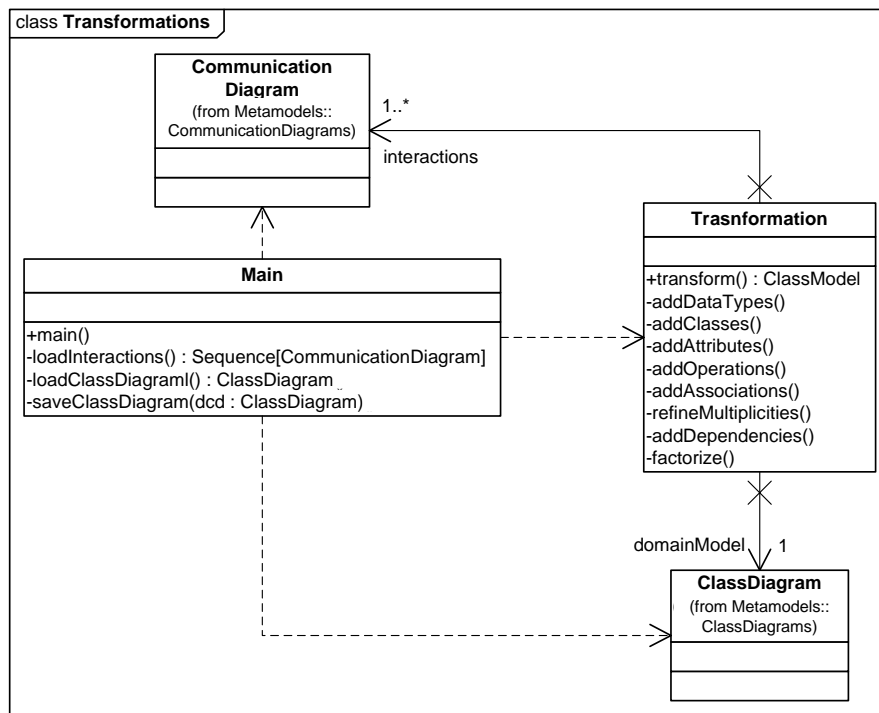 class Transformations
Communication
Diagram
(from Metamodels::
CommunicationDiagrams)
1..*
interactions
Trasnformation
+transform() : ClassModel
-addDataTypes()
-addClasses()
-addAttributes()
-addOperations()
-addAssociations()
-refineMultiplicities()
-addDependencies()
-factorize()
Main
+main()
-loadInteractions() : Sequence[CommunicationDiagram]
-loadClassDiagraml() : ClassDiagram
-saveClassDiagram(dcd : ClassDiagram)
domainModel 1
ClassDiagram
(from Metamodels::
ClassDiagrams)